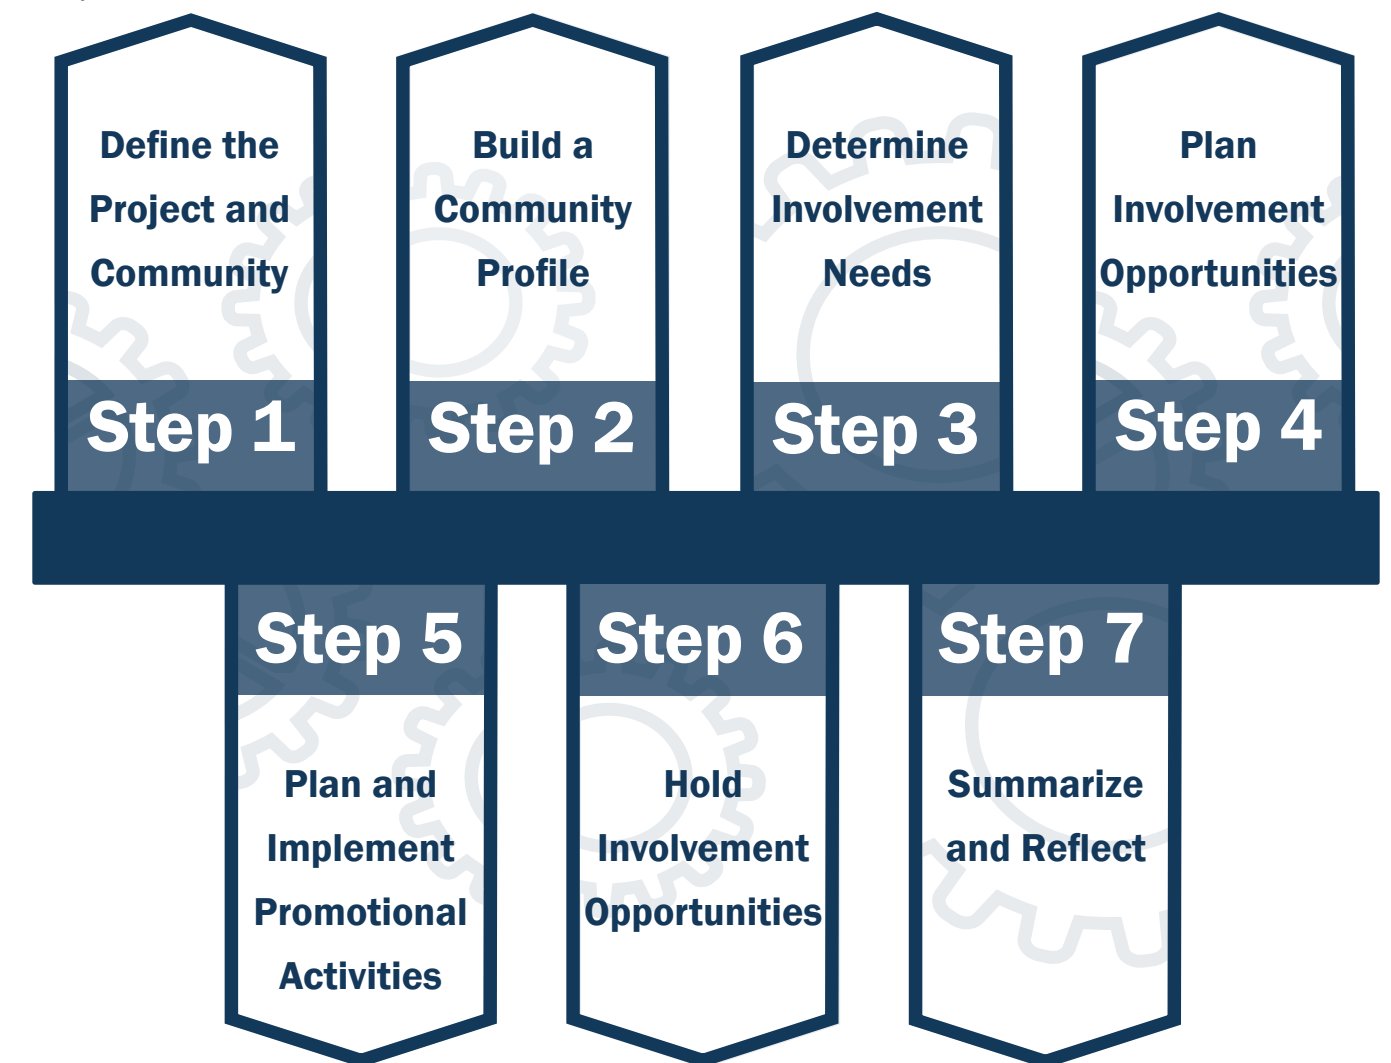 Define the
Project and
Community
Step 1
Build a
Community
Profile
Step 2
Determine
Involvement
Needs
Step 3
Plan
Involvement
Opportunities
Step 4
Step 5
Plan and
Implement
Promotional
Activities
Step 6
Hold
Involvement
Opportunities
Step 7
Summarize
and Reflect